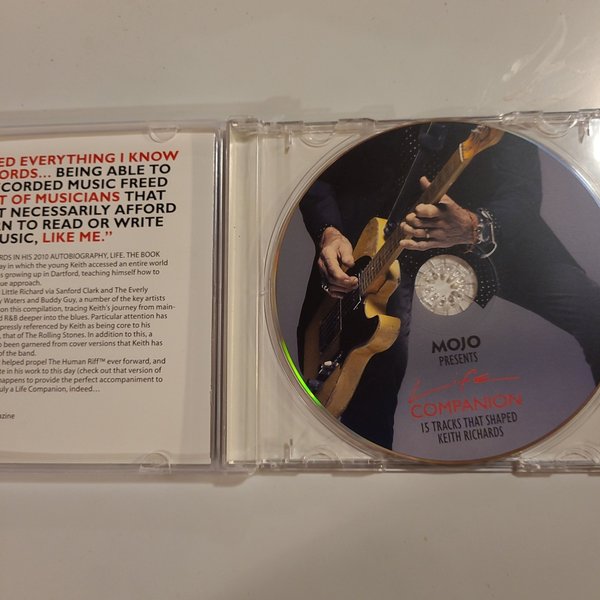 ED EVERYTHING I KNOW
ORDS... BEING ABLE TO
CORDED MUSIC FREED
T OF MUSICIANS THAT
T NECESSARILY AFFORD
RN TO READ OR WRITE
USIC, LIKE ME.”
RDS IN HIS 2010 AUTOBIOGRAPHY, LIFE. THE BOOK
ay in which the young Keith accessed an entire world
s growing up in Dartford, teaching himself how to
ue approach.
Little Richard via Sanford Clark and The Everly
y Waters and Buddy Guy, a number of the key artists
on this compilation, tracing Keith's journey from main-
d R&B deeper into the blues. Particular attention has
pressly referenced by Keith as being core to his
, that of The Rolling Stones. In addition to this, a
o been garnered from cover versions that Keith has
of the band.
helped propel The Human Riff™ ever forward, and
te in his work to this day (check out that version of
happens to provide the perfect accompaniment to
uly a Life Companion, indeed...
zine
MOJO
PRESENTS
Life
COMPANION
15 TRACKS THAT SHAPED
KEITH RICHARDS